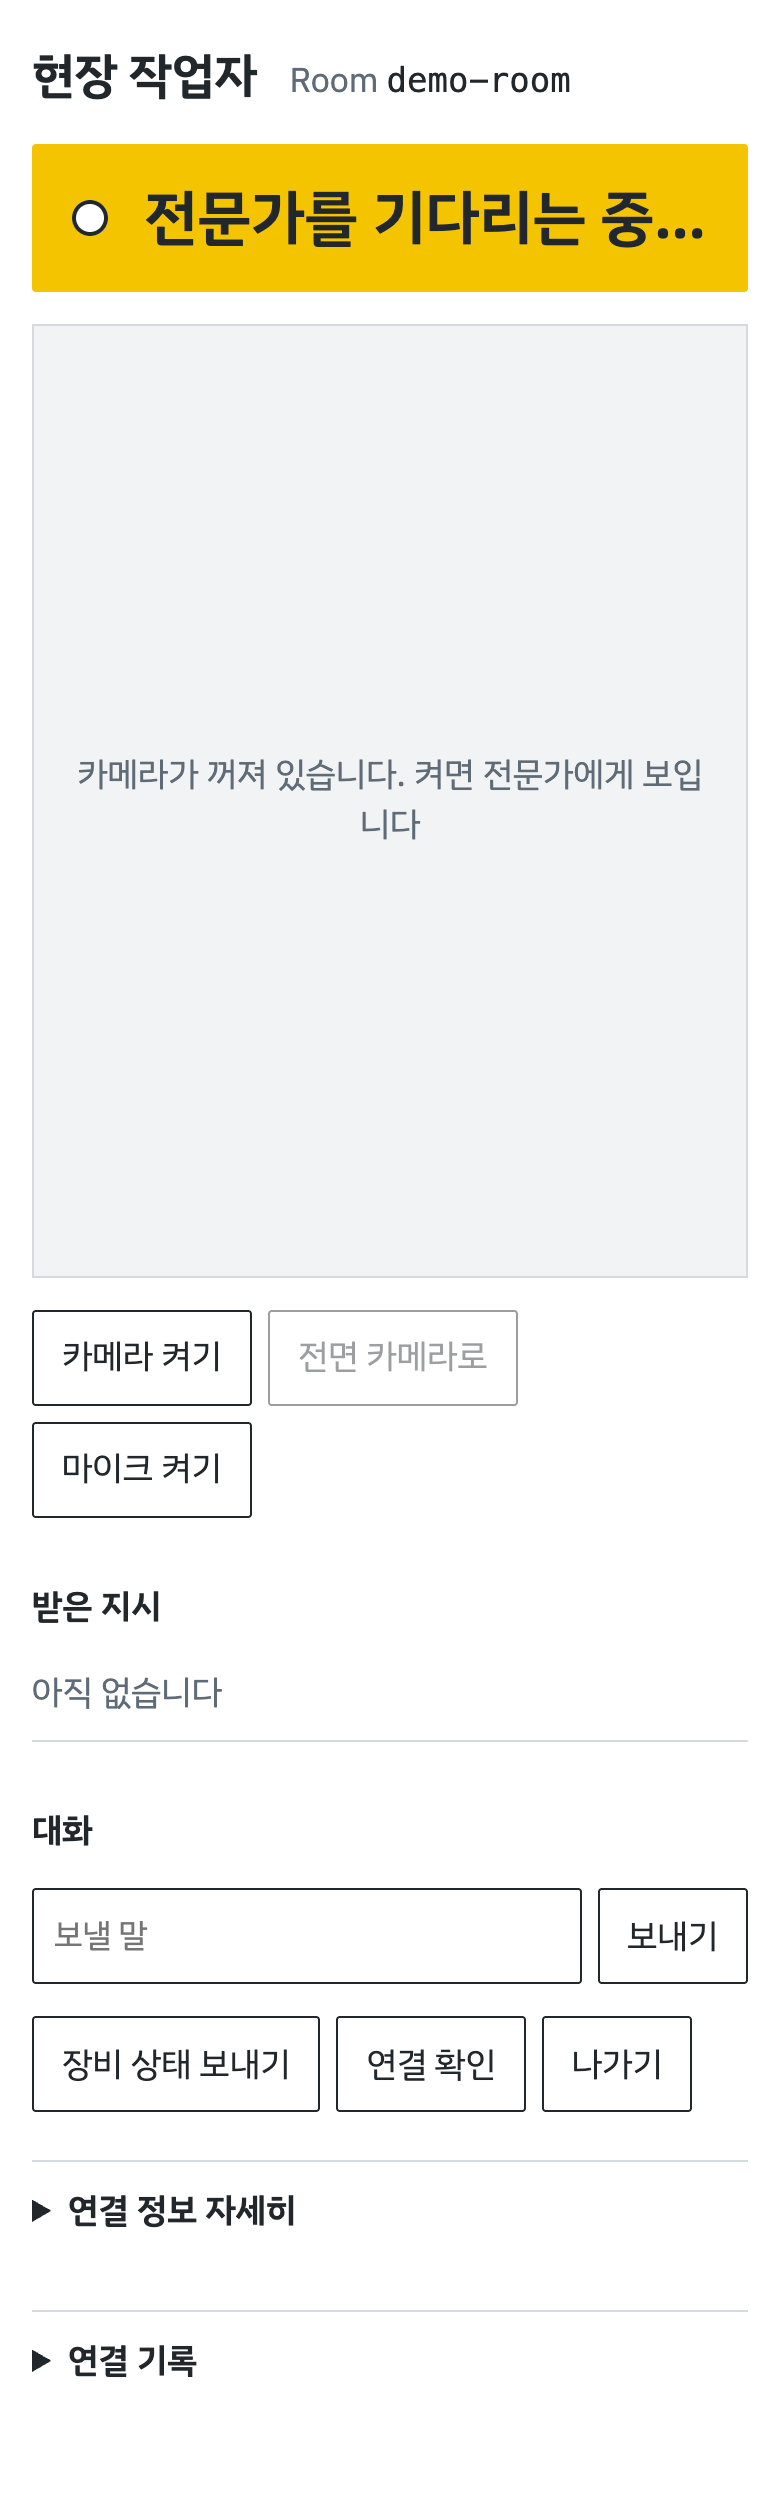 현장 작업자 Room demo-room
전문가를 기다리는 중...
카메라가 꺼져 있습니다. 켜면 전문가에게 보입
니다
카메라 켜기 전면 카메라로
마이크 켜기
받은 지시
아직 없습니다
대화
보낼 말 보내기
장비 상태 보내기 연결 확인 나가기
▶ 연결 정보 자세히
▶ 연결 기록